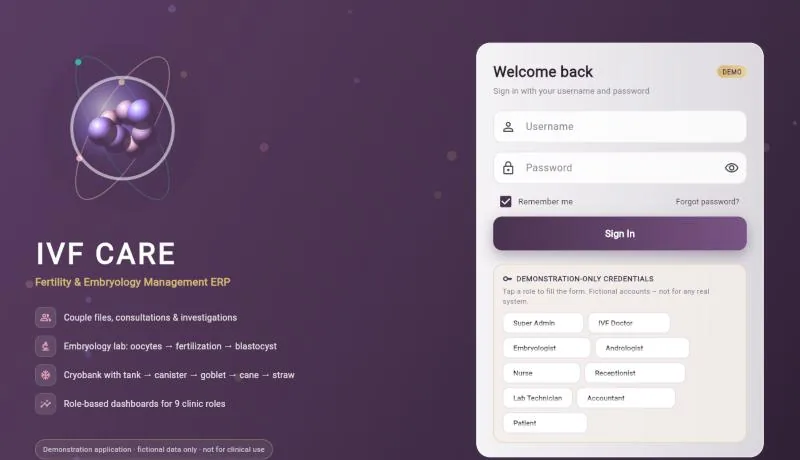 IVF CARE
Fertility & Embryology Management ERP
Couple files, consultations & investigations
Embryology lab: oocytes → fertilization → blastocyst
Cryobank with tank → canister → goblet → cane → straw
Role-based dashboards for 9 clinic roles
Demonstration application · fictional data only · not for clinical use
Welcome back
DEMO
Sign in with your username and password
Username
Password
Remember me
Forgot password?
Sign In
DEMONSTRATION-ONLY CREDENTIALS
Tap a role to fill the form. Fictional accounts – not for any real
system.
Super Admin
IVF Doctor
Embryologist
Andrologist
Nurse
Receptionist
Lab Technician
Accountant
Patient